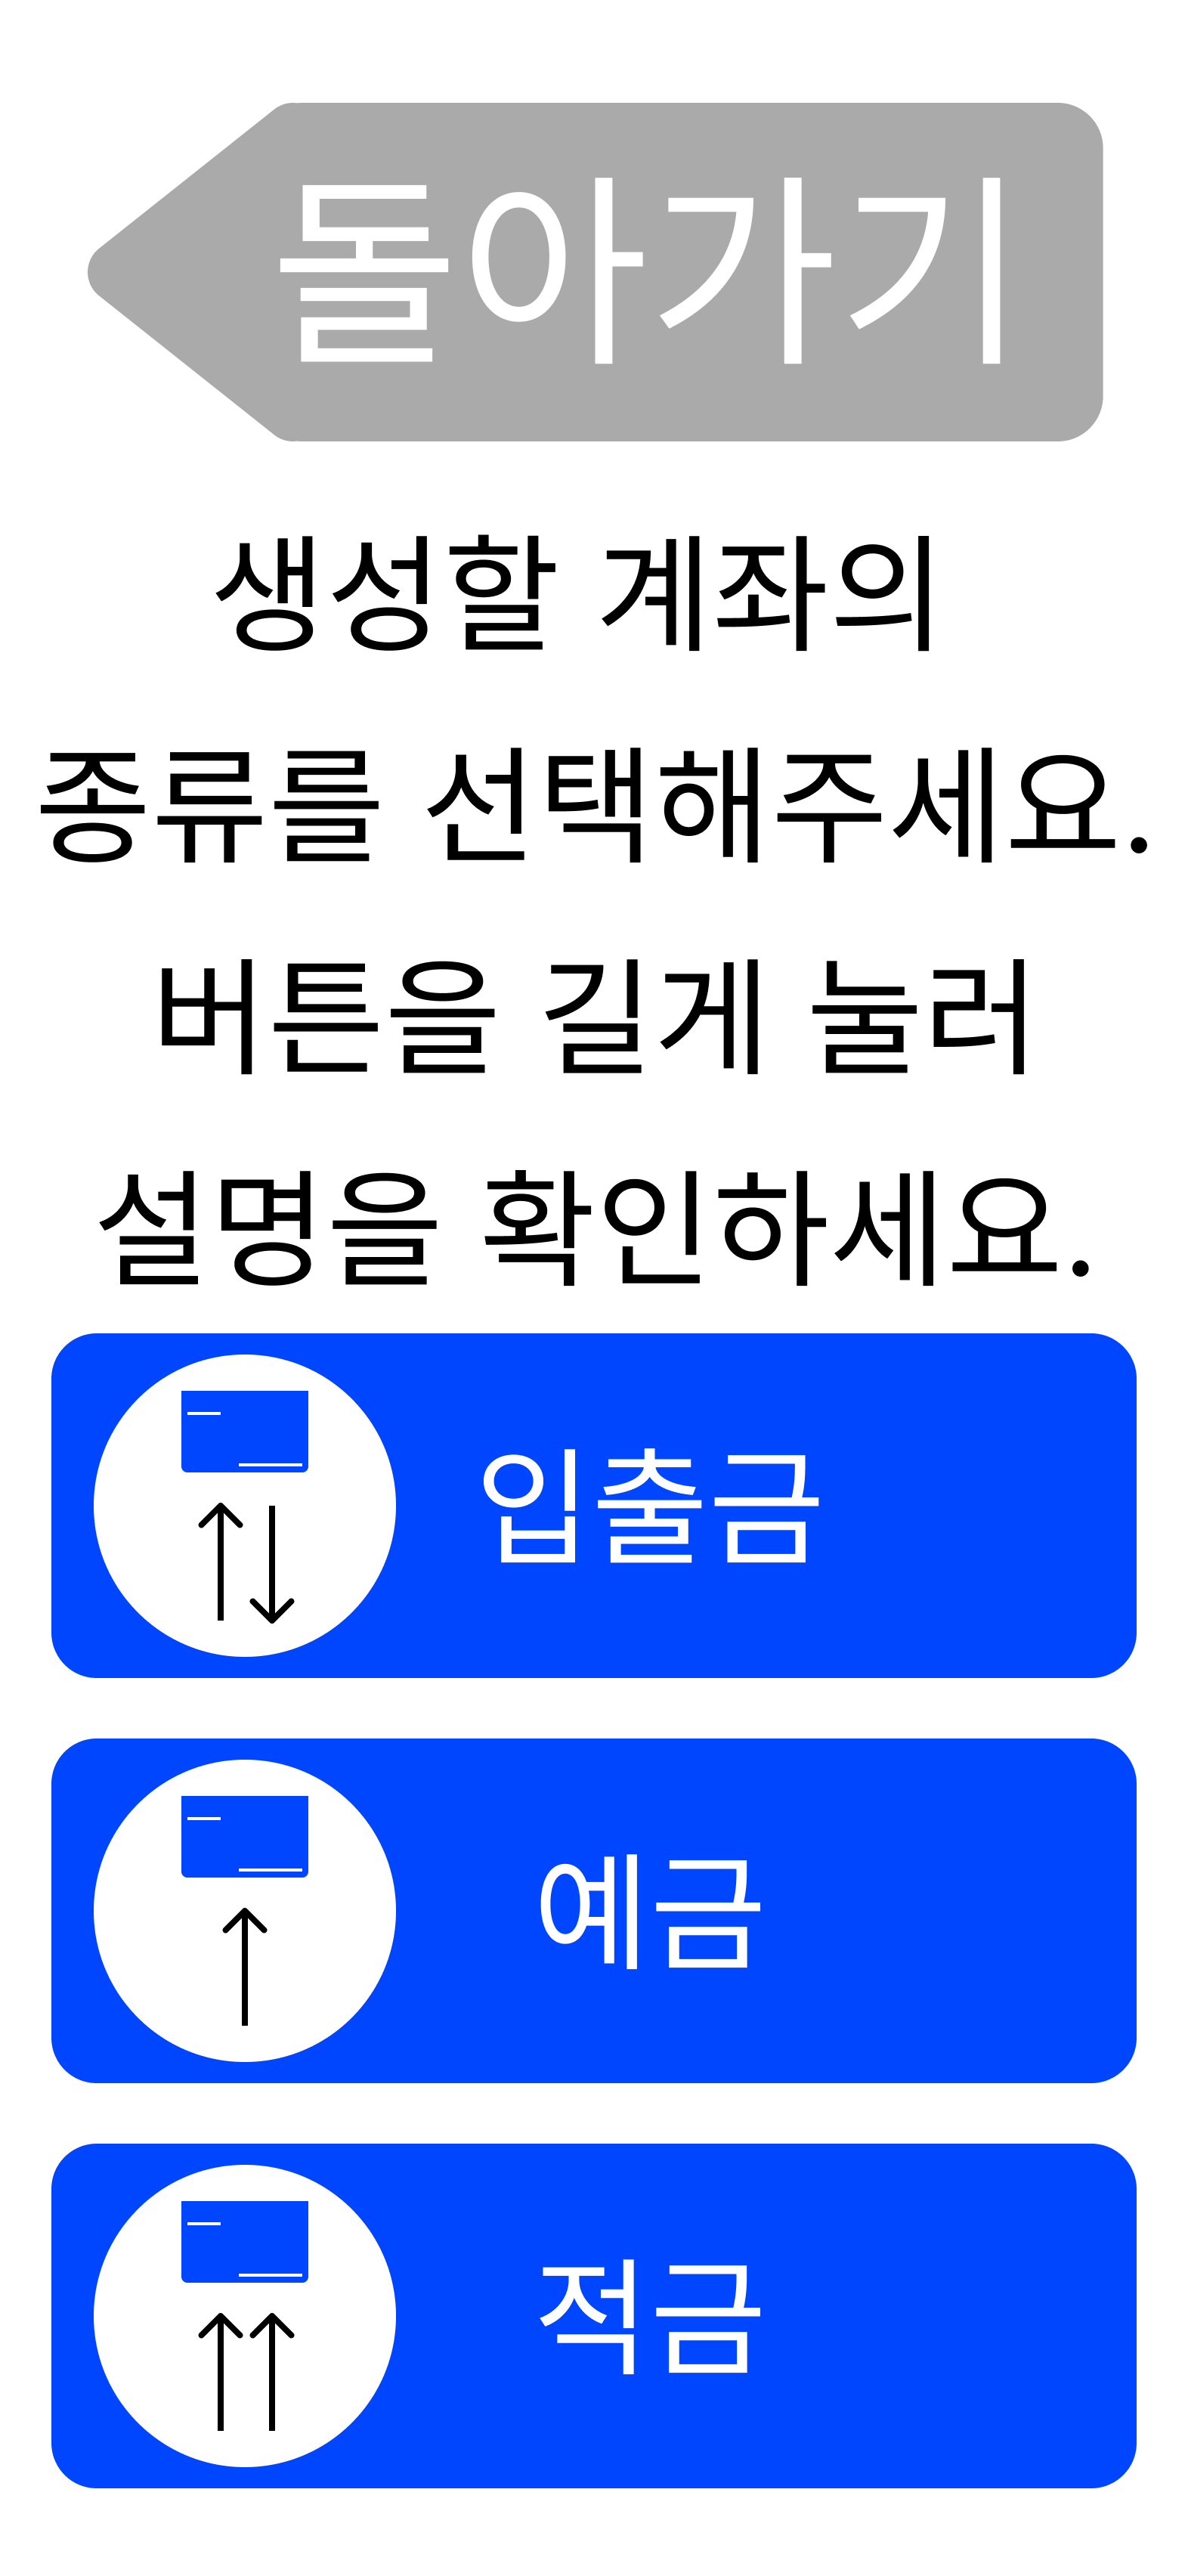 돌아가기
생성할 계좌의
종류를 선택해주세요.
버튼을 길게 눌러
설명을 확인하세요.
입출금
예금
적금